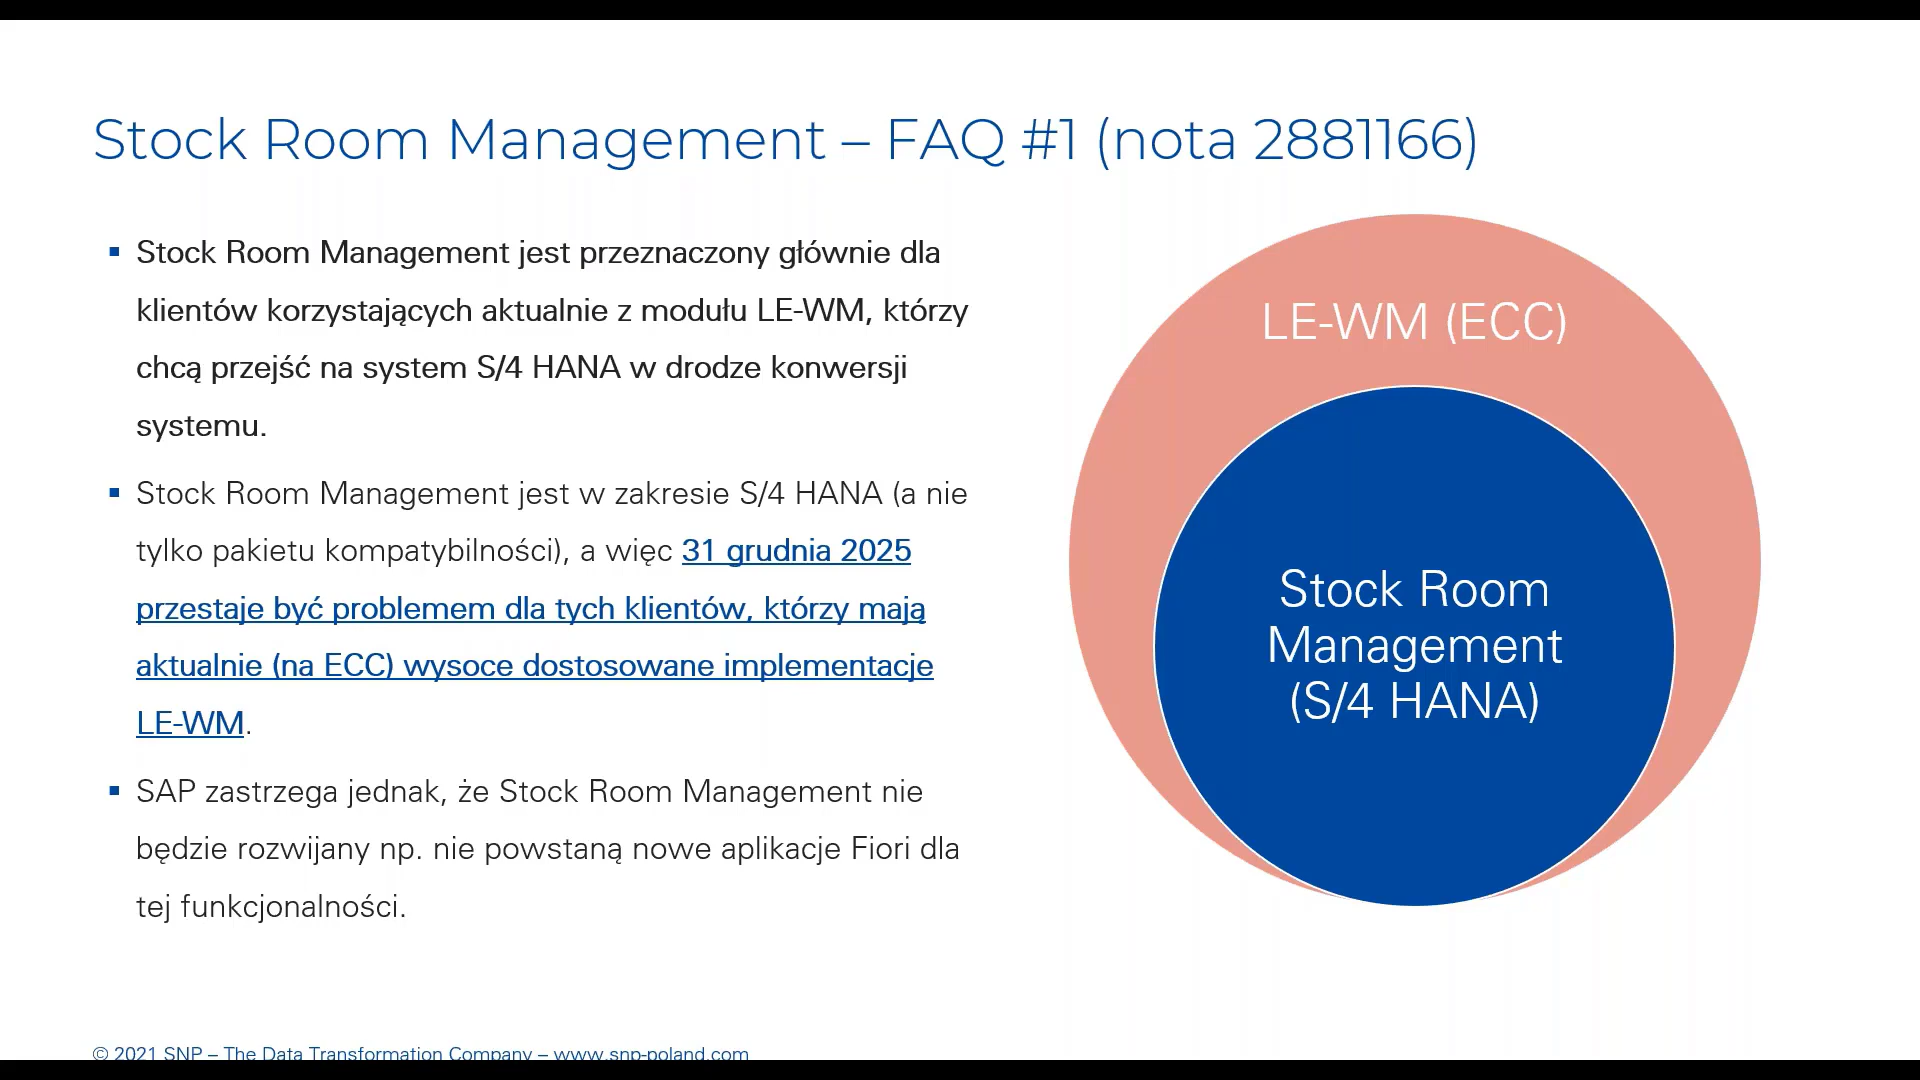 Stock Room Management – FAQ #1 (nota 2881166)
Stock Room Management jest przeznaczony głównie dla
klientów korzystających aktualnie z modułu LE-WM, którzy
chcą przejść na system S/4 HANA w drodze konwersji
systemu.
Stock Room Management jest w zakresie S/4 HANA (a nie
tylko pakietu kompatybilności), a więc 31 grudnia 2025
przestaje być problemem dla tych klientów, którzy mają
aktualnie (na ECC) wysoce dostosowane implementacje
LE-WM.
SAP zastrzega jednak, że Stock Room Management nie
będzie rozwijany np. nie powstaną nowe aplikacje Fiori dla
tej funkcjonalności.
LE-WM (ECC)
Stock Room
Management
(S/4 HANA)
© 2021 SNP – The Data Transformation Company – www.snp-poland.com